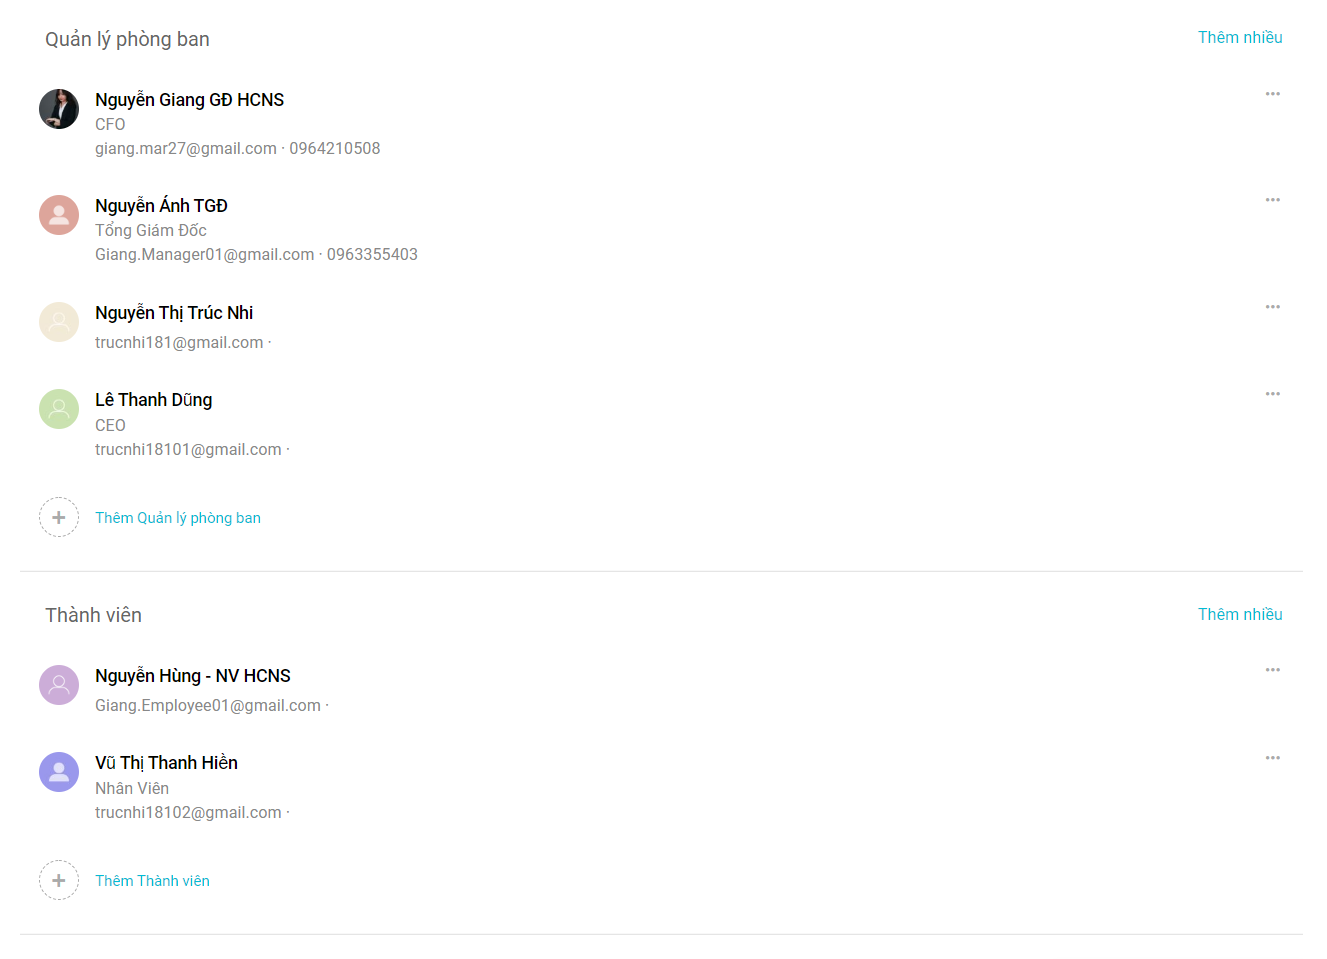 Quản lý phòng ban
Thêm nhiều
Nguyễn Giang GĐ HCNS
CFO
giang.mar27@gmail.com · 0964210508
Nguyễn Ánh TGĐ
Tổng Giám Đốc
Giang.Manager01@gmail.com · 0963355403
Nguyễn Thị Trúc Nhi
trucnhi181@gmail.com ·
Lê Thanh Dũng
CEO
trucnhi18101@gmail.com ·
Thêm Quản lý phòng ban
Thành viên
Thêm nhiều
Nguyễn Hùng - NV HCNS
Giang.Employee01@gmail.com ·
Vũ Thị Thanh Hiền
Nhân Viên
trucnhi18102@gmail.com ·
Thêm Thành viên